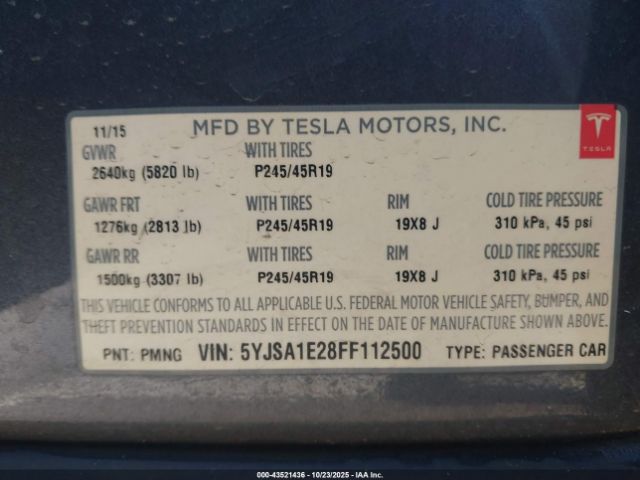 11/15 MFD BY TESLA MOTORS, INC.
TESLA
GVWR WITH TIRES
2640kg (5820 lb) P245/45R19
GAWR FRT WITH TIRES RIM COLD TIRE PRESSURE
1276kg (2813 lb) P245/45R19 19X8 J 310 kPa, 45 psi
GAWR RR WITH TIRES RIM COLD TIRE PRESSURE
1500kg (3307 lb) P245/45R19 19X8 J 310 kPa, 45 psi
THIS VEHICLE CONFORMS TO ALL APPLICABLE U.S. FEDERAL MOTOR VEHICLE SAFETY, BUMPER, AND
THEFT PREVENTION STANDARDS IN EFFECT ON THE DATE OF MANUFACTURE SHOWN ABOVE.
PNT: PMNG VIN: 5YJSA1E28FF112500 TYPE: PASSENGER CAR
000-43521436 - 10/23/2025 - IAA Inc.